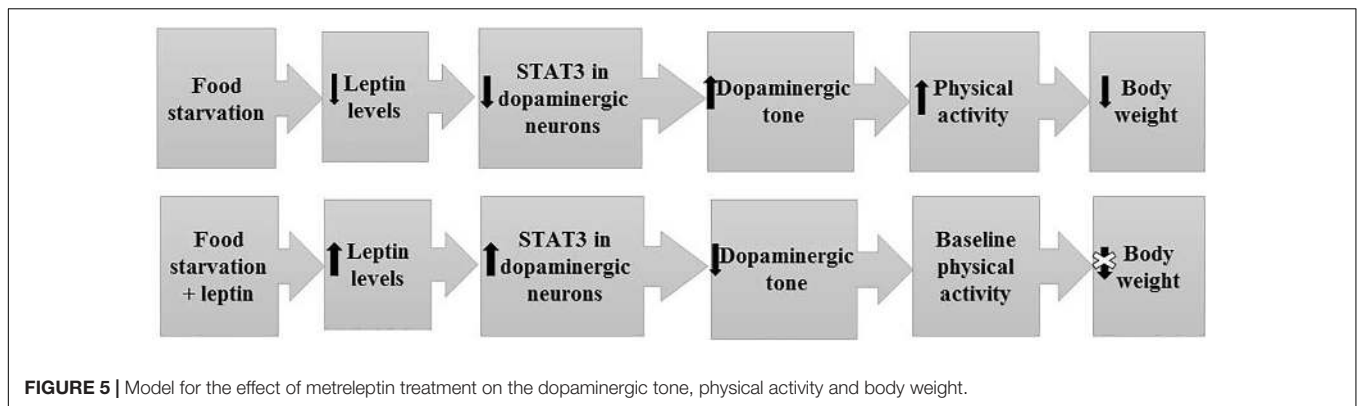 Food
starvation
Leptin
levels
STAT3 in
dopaminergic
neurons
Dopaminergic
tone
Physical
activity
Body
weight
Food
starvation
+ leptin
Leptin
levels
STAT3 in
dopaminergic
neurons
Dopaminergic
tone
Baseline
physical
activity
Body
weight
FIGURE 5 | Model for the effect of metreleptin treatment on the dopaminergic tone, physical activity and body weight.